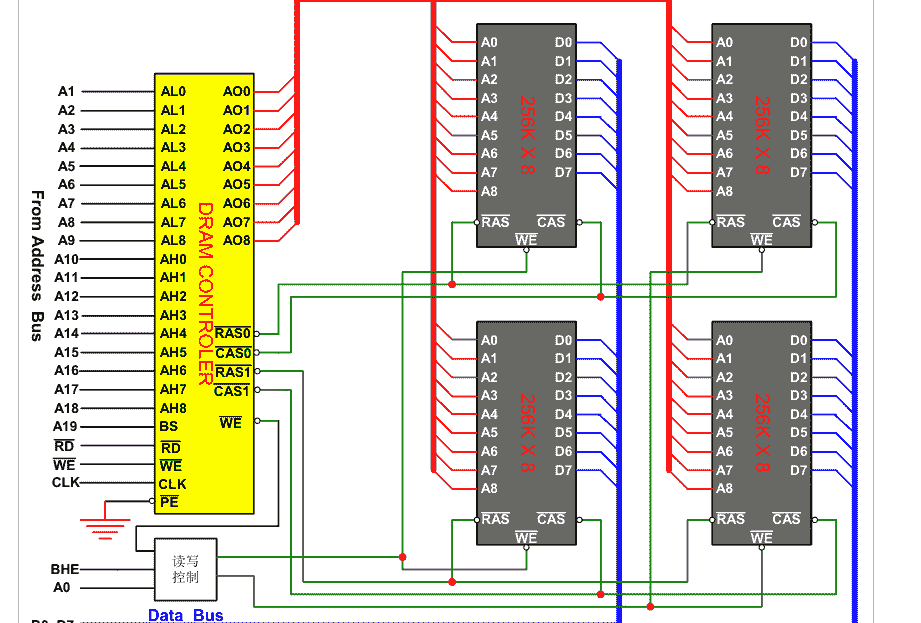 From Address Bus
A1
A2
A3
A4
A5
A6
A7
A8
A9
A10
A11
A12
A13
A14
A15
A16
A17
A18
A19
RD
WE
CLK
AL0 AO0
AL1 AO1
AL2 AO2
AL3 AO3
AL4 AO4
AL5 AO5
AL6 AO6
AL7 AO7
AL8 AO8
AH0
AH1
AH2
AH3
AH4 RAS0
AH5 CAS0
AH6 RAS1
AH7 CAS1
AH8
BS WE
RD
WE
CLK
PE
DRAM CONTROLER
A0 D0
A1 D1
A2 D2
A3 D3
A4 D4
A5 D5
A6 D6
A7 D7
A8
RAS CAS
WE
256K X 8
A0 D0
A1 D1
A2 D2
A3 D3
A4 D4
A5 D5
A6 D6
A7 D7
A8
RAS CAS
WE
256K X 8
A0 D0
A1 D1
A2 D2
A3 D3
A4 D4
A5 D5
A6 D6
A7 D7
A8
RAS CAS
WE
256K X 8
A0 D0
A1 D1
A2 D2
A3 D3
A4 D4
A5 D5
A6 D6
A7 D7
A8
RAS CAS
WE
256K X 8
BHE
A0
读写
控制
Data Bus